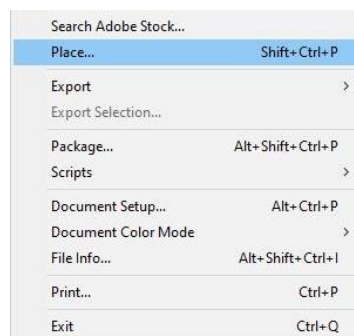 Search Adobe Stock...
Place... Shift+Ctrl+P
Export >
Export Selection...
Package... Alt+Shift+Ctrl+P
Scripts >
Document Setup... Alt+Ctrl+P
Document Color Mode >
File Info... Alt+Shift+Ctrl+I
Print... Ctrl+P
Exit Ctrl+Q